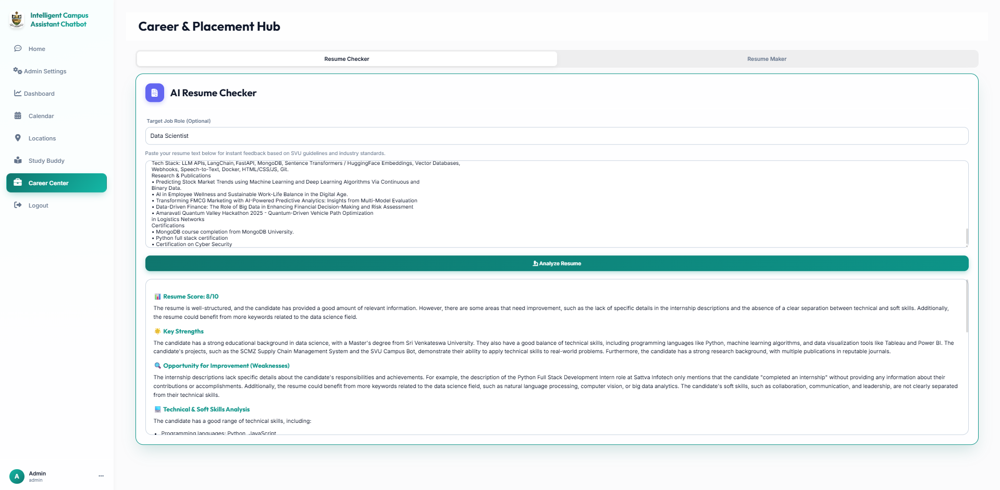 Intelligent Campus
Assistant Chatbot
Home
Admin Settings
Dashboard
Calendar
Locations
Study Buddy
Career Center
Logout
Admin
admin
A
Career & Placement Hub
Resume Checker
Resume Maker
AI Resume Checker
Target Job Role (Optional)
Data Scientist
Paste your resume text below for instant feedback based on SVU guidelines and industry standards.
Tech Stack: LLM APIs, LangChain, FastAPI, MongoDB, Sentence Transformers / HuggingFace Embeddings, Vector Databases,
Webhooks, Speech-to-Text, Docker, HTML/CSS/JS, Git.
Research & Publications
• Predicting Stock Market Trends using Machine Learning and Deep Learning Algorithms Via Continuous and
Binary Data.
• AI in Employee Wellness and Sustainable Work-Life Balance in the Digital Age.
• Transforming FMCG Marketing with AI-Powered Predictive Analytics: Insights from Multi-Model Evaluation
• Data-Driven Finance: The Role of Big Data in Enhancing Financial Decision-Making and Risk Assessment
• Amaravati Quantum Valley Hackathon 2025 - Quantum-Driven Vehicle Path Optimization
in Logistics Networks
Certifications
• MongoDB course completion from MongoDB University.
• Python full stack certification
• Certification on Cyber Security
Analyze Resume
Resume Score: 8/10
The resume is well-structured, and the candidate has provided a good amount of relevant information. However, there are some areas that need improvement, such as the lack of specific details in the internship descriptions and the absence of a clear separation between technical and soft skills. Additionally,
the resume could benefit from more keywords related to the data science field.
Key Strengths
The candidate has a strong educational background in data science, with a Master's degree from Sri Venkateswa University. They also have a good balance of technical skills, including programming languages like Python, machine learning algorithms, and data visualization tools like Tableau and Power BI. The
candidate's projects, such as the SCMZ Supply Chain Management System and the SVU Campus Bot, demonstrate their ability to apply technical skills to real-world problems. Furthermore, the candidate has a strong research background, with multiple publications in reputable journals.
Opportunity for Improvement (Weaknesses)
The internship descriptions lack specific details about the candidate's responsibilities and achievements. For example, the description of the Python Full Stack Development Intern role at Sattva Infotech only mentions that the candidate "completed an internship" without providing any information about their
contributions or accomplishments. Additionally, the resume could benefit from more keywords related to the data science field, such as natural language processing, computer vision, or big data analytics. The candidate's soft skills, such as collaboration, communication, and leadership, are not clearly separated
from their technical skills.
Technical & Soft Skills Analysis
The candidate has a good range of technical skills, including:
• Programming languages: Python, JavaScript